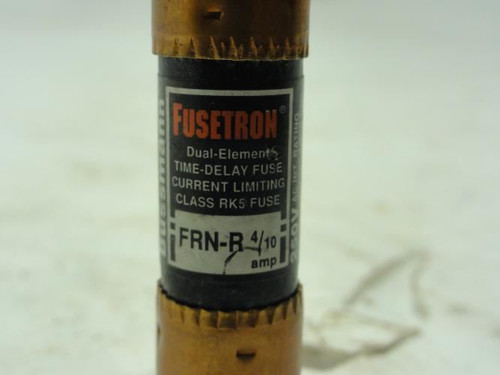 FUSETRON®
Dual-Element
TIME-DELAY FUSE
CURRENT LIMITING
CLASS RK5 FUSE
FRN-R 4/10
amp
Bussmann
250V